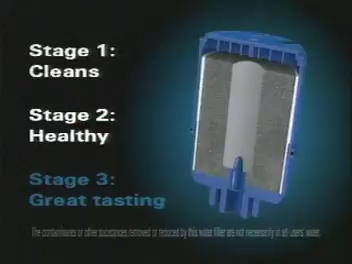 Stage 1:
Cleans
Stage 2:
Healthy
Stage 3:
Great tasting
The contaminants or other substances removed or reduced by this water filter are not necessarily in all users' water.